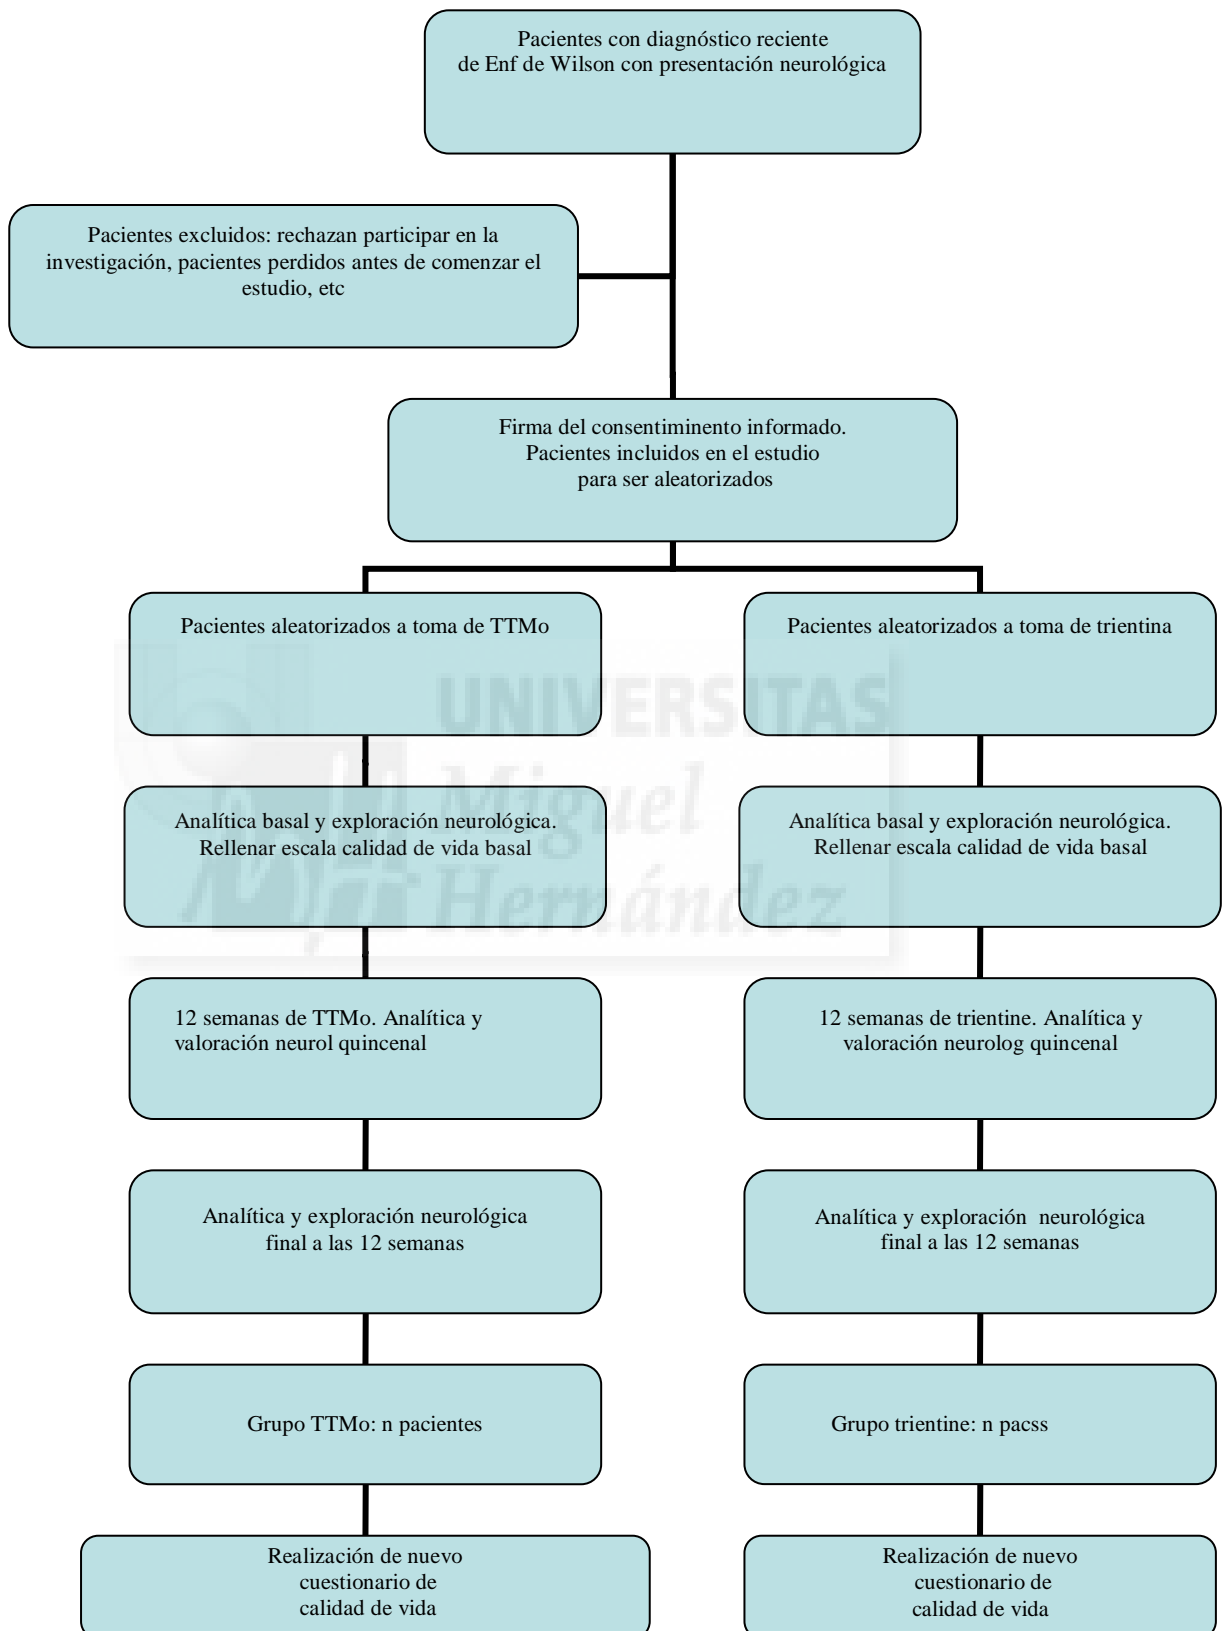 Pacientes con diagnóstico reciente
de Enf de Wilson con presentación neurológica
Pacientes excluidos: rechazan participar en la
investigación, pacientes perdidos antes de comenzar el
estudio, etc
Firma del consentiminento informado.
Pacientes incluidos en el estudio
para ser aleatorizados
Pacientes aleatorizados a toma de TTMo
Pacientes aleatorizados a toma de trientina
UNIVERSITAS
Miguel
Hernández
Analítica basal y exploración neurológica.
Rellenar escala calidad de vida basal
Analítica basal y exploración neurológica.
Rellenar escala calidad de vida basal
12 semanas de TTMo. Analítica y
valoración neurol quincenal
12 semanas de trientine. Analítica y
valoración neurolog quincenal
Analítica y exploración neurológica
final a las 12 semanas
Analítica y exploración  neurológica
final a las 12 semanas
Grupo TTMo: n pacientes
Grupo trientine: n pacss
Realización de nuevo
cuestionario de
calidad de vida
Realización de nuevo
cuestionario de
calidad de vida